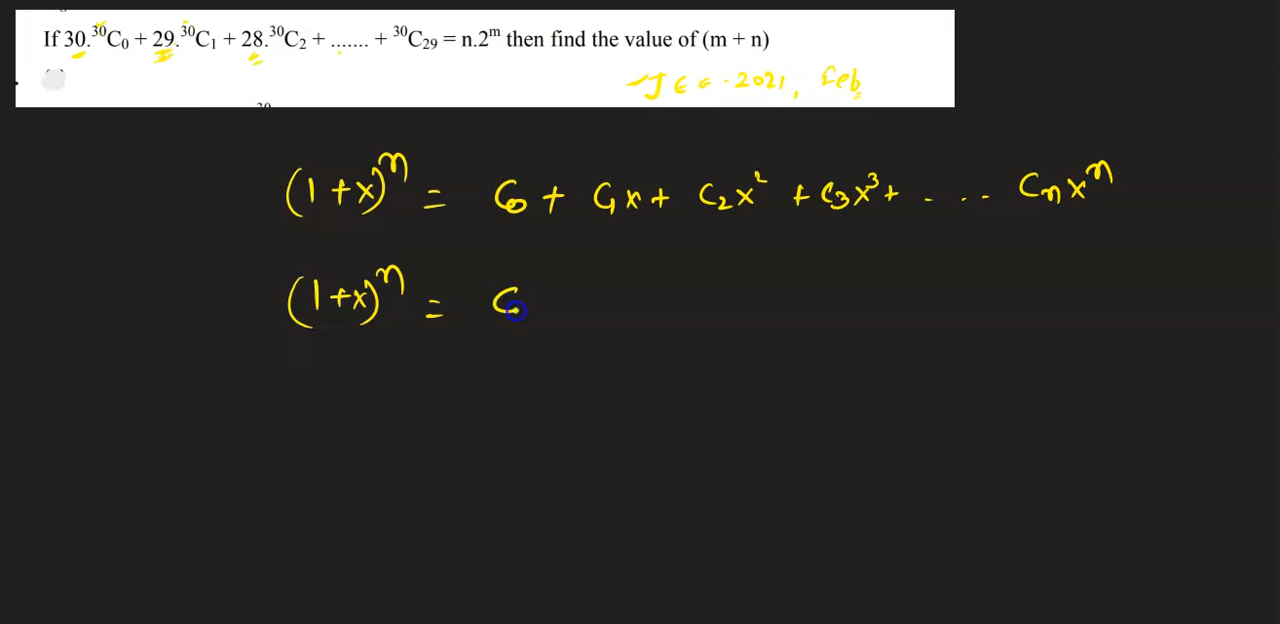 If 30.³⁰C₀ + 29.³⁰C₁ + 28.³⁰C₂ + ....... + ³⁰C₂₉ = n.2ᵐ then find the value of (m + n)
JEE - 2021, Feb
(1+x)ⁿ = C₀ + C₁x + C₂x² + C₃x³ + ..... Cₙxⁿ
(1+x)ⁿ = C